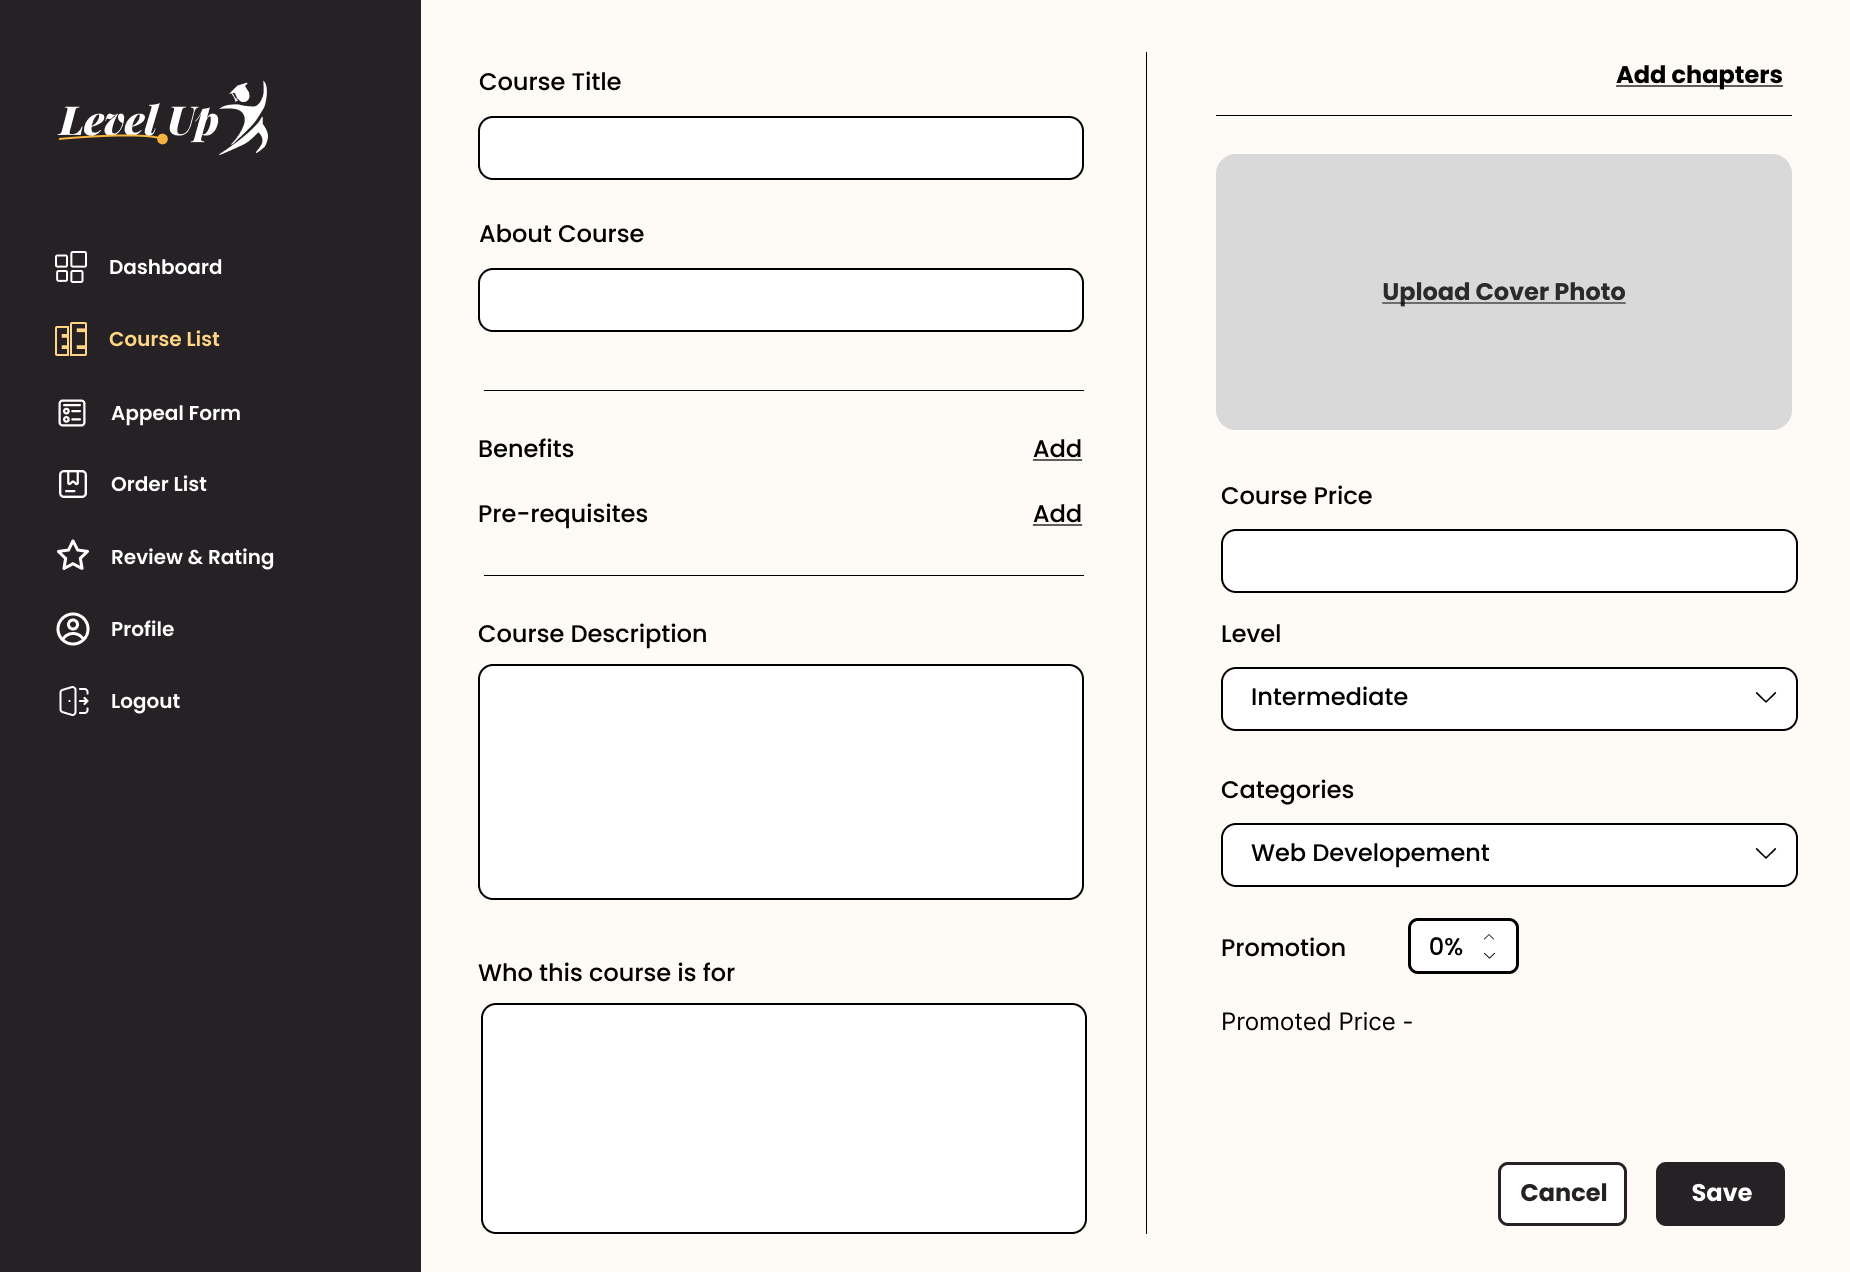 Level Up
Dashboard
Course List
Appeal Form
Order List
Review & Rating
Profile
Logout
Course Title
About Course
Benefits Add
Pre-requisites Add
Course Description
Who this course is for
Add chapters
Upload Cover Photo
Course Price
Level
Intermediate
Categories
Web Developement
Promotion 0%
Promoted Price -
Cancel Save